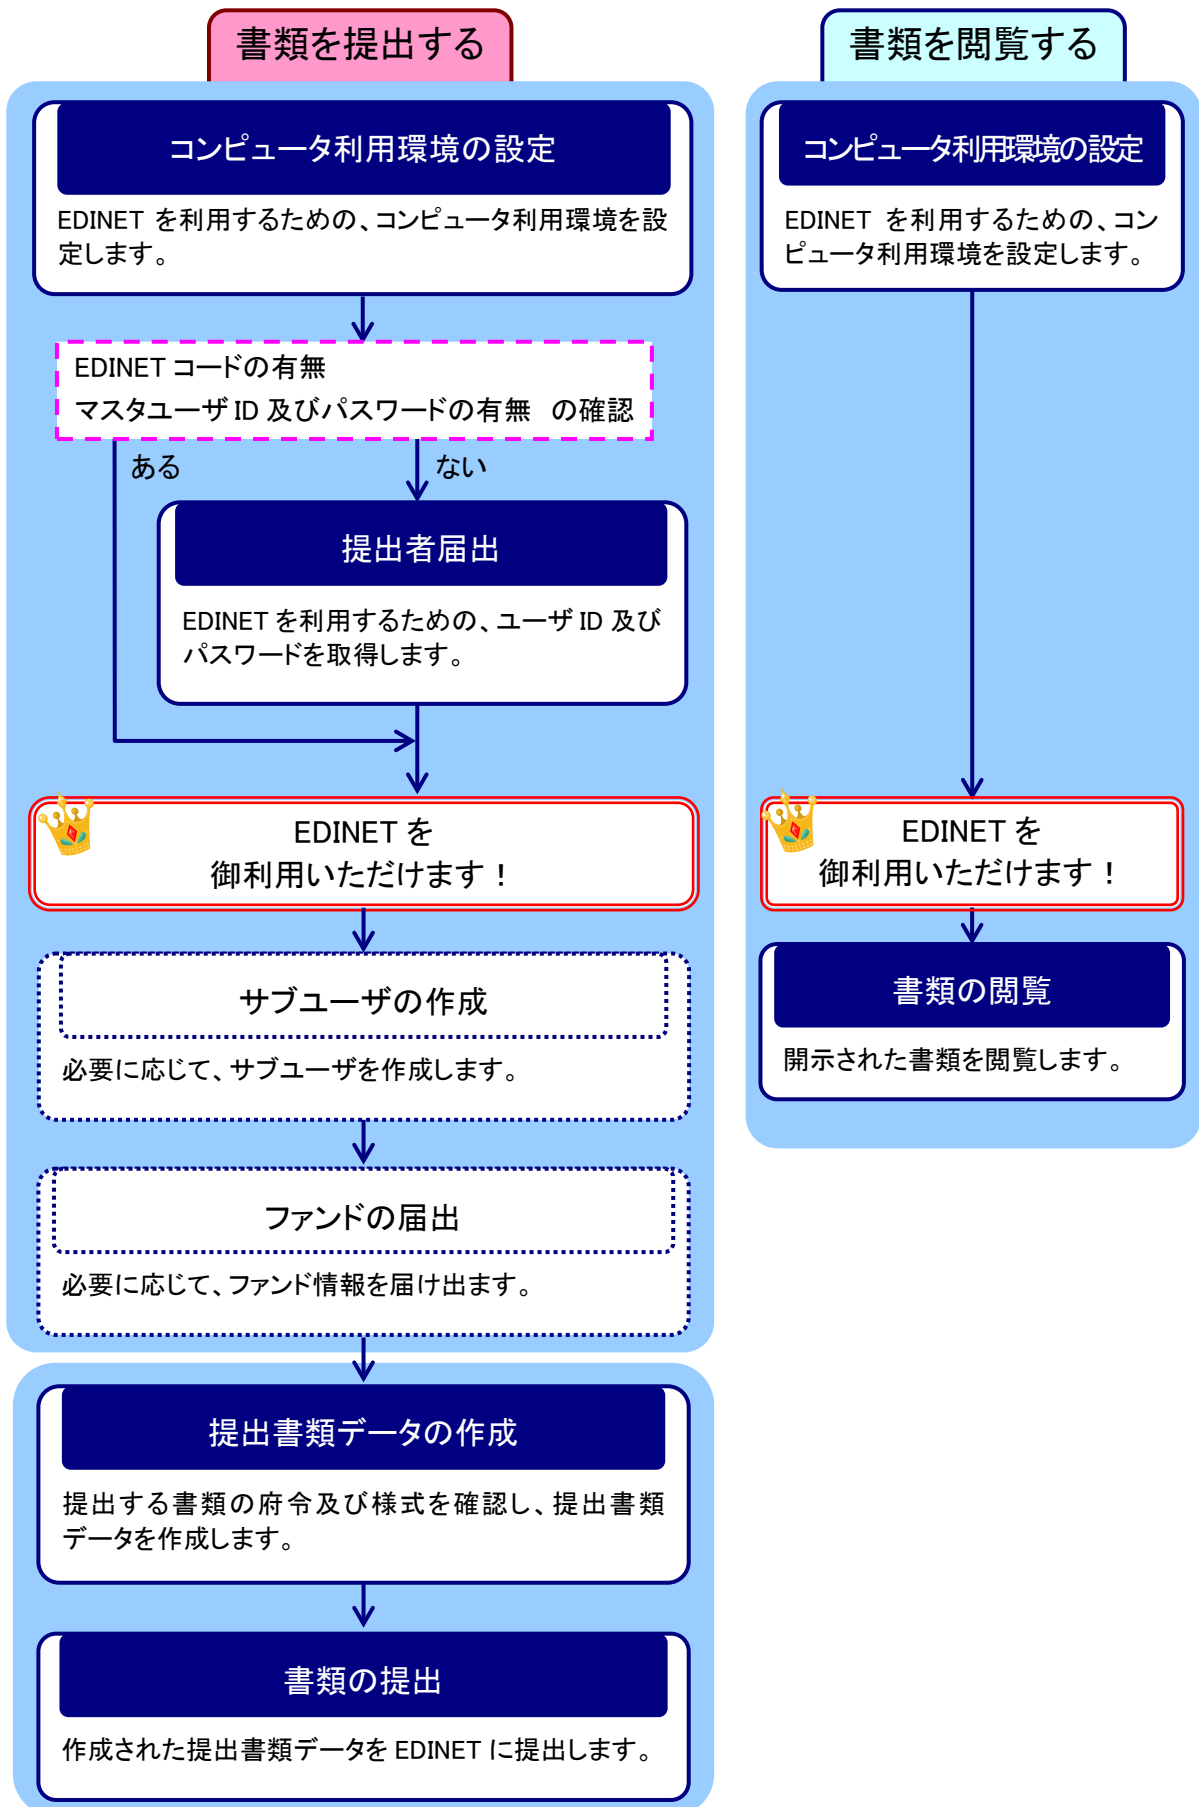 書類を提出する
コンピュータ利用環境の設定
EDINET を利用するための、コンピュータ利用環境を設
定します。
EDINET コードの有無
マスタユーザ ID 及びパスワードの有無　の確認
ある
ない
提出者届出
EDINET を利用するための、ユーザ ID 及び
パスワードを取得します。
EDINET を
御利用いただけます！
サブユーザの作成
必要に応じて、サブユーザを作成します。
ファンドの届出
必要に応じて、ファンド情報を届け出ます。
提出書類データの作成
提出する書類の府令及び様式を確認し、提出書類
データを作成します。
書類の提出
作成された提出書類データを EDINET に提出します。
書類を閲覧する
コンピュータ利用環境の設定
EDINET を利用するための、コン
ピュータ利用環境を設定します。
EDINET を
御利用いただけます！
書類の閲覧
開示された書類を閲覧します。